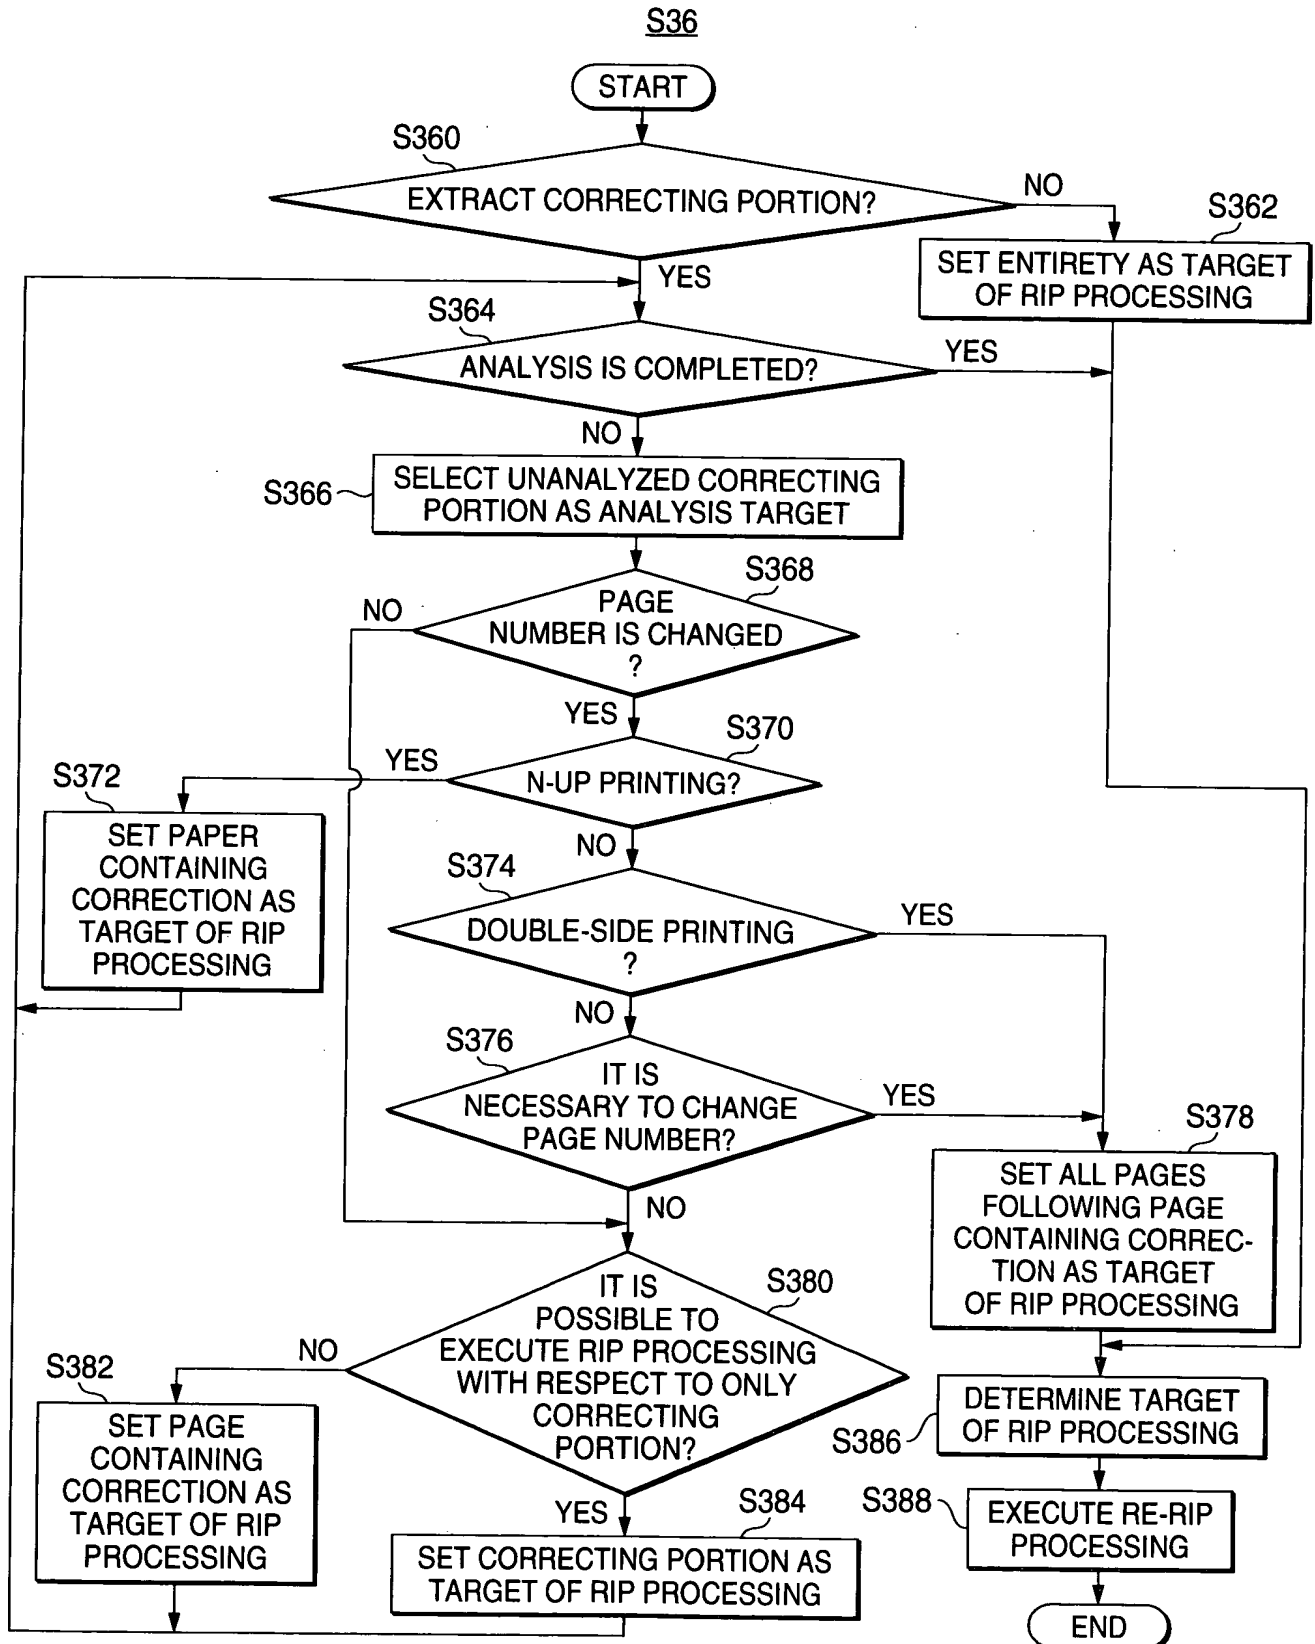 S36
START
S360
EXTRACT CORRECTING PORTION?
NO
S362
SET ENTIRETY AS TARGET
OF RIP PROCESSING
YES
S364
ANALYSIS IS COMPLETED?
YES
NO
S366
SELECT UNANALYZED CORRECTING
PORTION AS ANALYSIS TARGET
S368
PAGE
NUMBER IS CHANGED
?
NO
YES
S370
N-UP PRINTING?
YES
S372
SET PAPER
CONTAINING
CORRECTION AS
TARGET OF RIP
PROCESSING
NO
S374
DOUBLE-SIDE PRINTING
?
YES
NO
S376
IT IS
NECESSARY TO CHANGE
PAGE NUMBER?
YES
S378
SET ALL PAGES
FOLLOWING PAGE
CONTAINING CORREC-
TION AS TARGET
OF RIP PROCESSING
NO
S380
IT IS
POSSIBLE TO
EXECUTE RIP PROCESSING
WITH RESPECT TO ONLY
CORRECTING
PORTION?
NO
S382
SET PAGE
CONTAINING
CORRECTION AS
TARGET OF RIP
PROCESSING
YES
S384
SET CORRECTING PORTION AS
TARGET OF RIP PROCESSING
S386
DETERMINE TARGET
OF RIP PROCESSING
S388
EXECUTE RE-RIP
PROCESSING
END